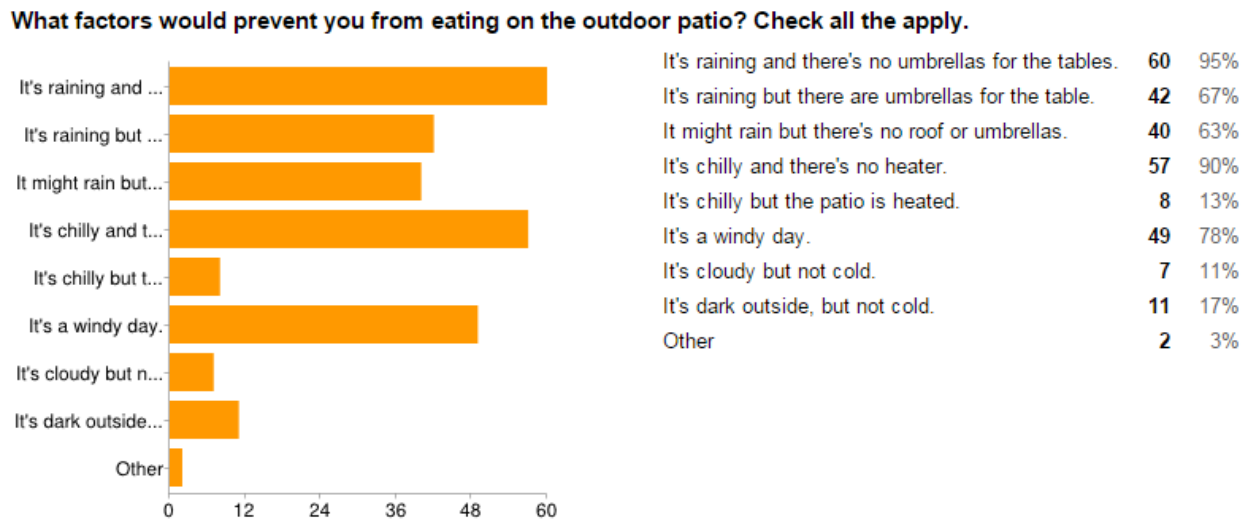 What factors would prevent you from eating on the outdoor patio? Check all the apply.
It's raining and ...
It's raining but ...
It might rain but...
It's chilly and t...
It's chilly but t...
It's a windy day.
It's cloudy but n...
It's dark outside...
Other
0 12 24 36 48 60
It's raining and there's no umbrellas for the tables. 60 95%
It's raining but there are umbrellas for the table. 42 67%
It might rain but there's no roof or umbrellas. 40 63%
It's chilly and there's no heater. 57 90%
It's chilly but the patio is heated. 8 13%
It's a windy day. 49 78%
It's cloudy but not cold. 7 11%
It's dark outside, but not cold. 11 17%
Other 2 3%